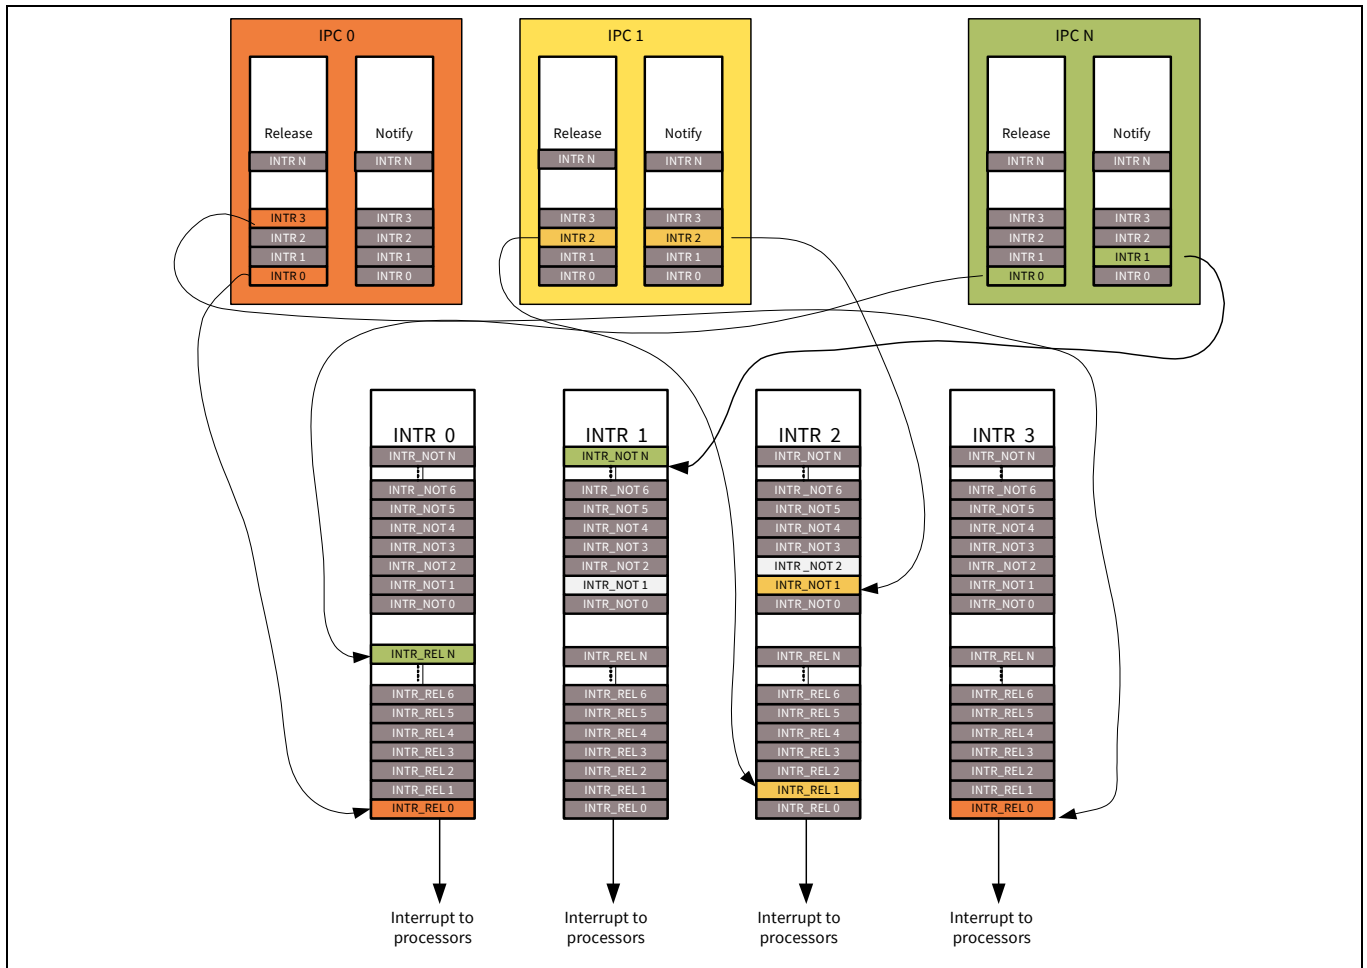 IPC 0
Release
Notify
INTR N
INTR N
INTR 3
INTR 3
INTR 2
INTR 2
INTR 1
INTR 1
INTR 0
INTR 0
IPC 1
Release
Notify
INTR N
INTR N
INTR 3
INTR 3
INTR 2
INTR 2
INTR 1
INTR 1
INTR 0
INTR 0
IPC N
Release
Notify
INTR N
INTR N
INTR 3
INTR 3
INTR 2
INTR 2
INTR 1
INTR 1
INTR 0
INTR 0
INTR 0
INTR_NOT N
INTR_NOT 6
INTR_NOT 5
INTR_NOT 4
INTR_NOT 3
INTR_NOT 2
INTR_NOT 1
INTR_NOT 0
INTR_REL N
INTR_REL 6
INTR_REL 5
INTR_REL 4
INTR_REL 3
INTR_REL 2
INTR_REL 1
INTR_REL 0
Interrupt to
processors
INTR 1
INTR_NOT N
INTR_NOT 6
INTR_NOT 5
INTR_NOT 4
INTR_NOT 3
INTR_NOT 2
INTR_NOT 1
INTR_NOT 0
INTR_REL N
INTR_REL 6
INTR_REL 5
INTR_REL 4
INTR_REL 3
INTR_REL 2
INTR_REL 1
INTR_REL 0
Interrupt to
processors
INTR 2
INTR_NOT N
INTR_NOT 6
INTR_NOT 5
INTR_NOT 4
INTR_NOT 3
INTR_NOT 2
INTR_NOT 1
INTR_NOT 0
INTR_REL N
INTR_REL 6
INTR_REL 5
INTR_REL 4
INTR_REL 3
INTR_REL 2
INTR_REL 1
INTR_REL 0
Interrupt to
processors
INTR 3
INTR_NOT N
INTR_NOT 6
INTR_NOT 5
INTR_NOT 4
INTR_NOT 3
INTR_NOT 2
INTR_NOT 1
INTR_NOT 0
INTR_REL N
INTR_REL 6
INTR_REL 5
INTR_REL 4
INTR_REL 3
INTR_REL 2
INTR_REL 1
INTR_REL 0
Interrupt to
processors